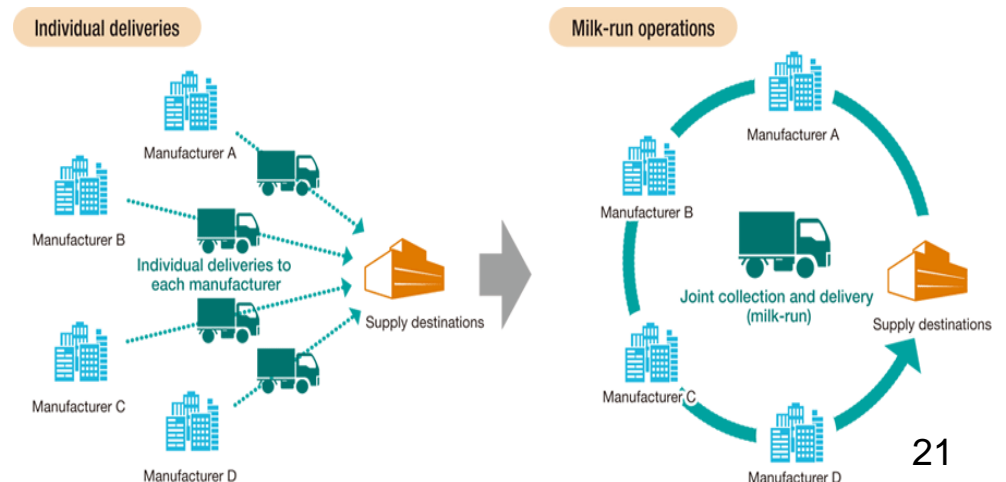 Individual deliveries
Manufacturer A
Manufacturer B
Individual deliveries to
each manufacturer
Supply destinations
Manufacturer C
Manufacturer D
Milk-run operations
Manufacturer A
Manufacturer B
Joint collection and delivery
(milk-run)
Supply destinations
Manufacturer C
Manufacturer D
21